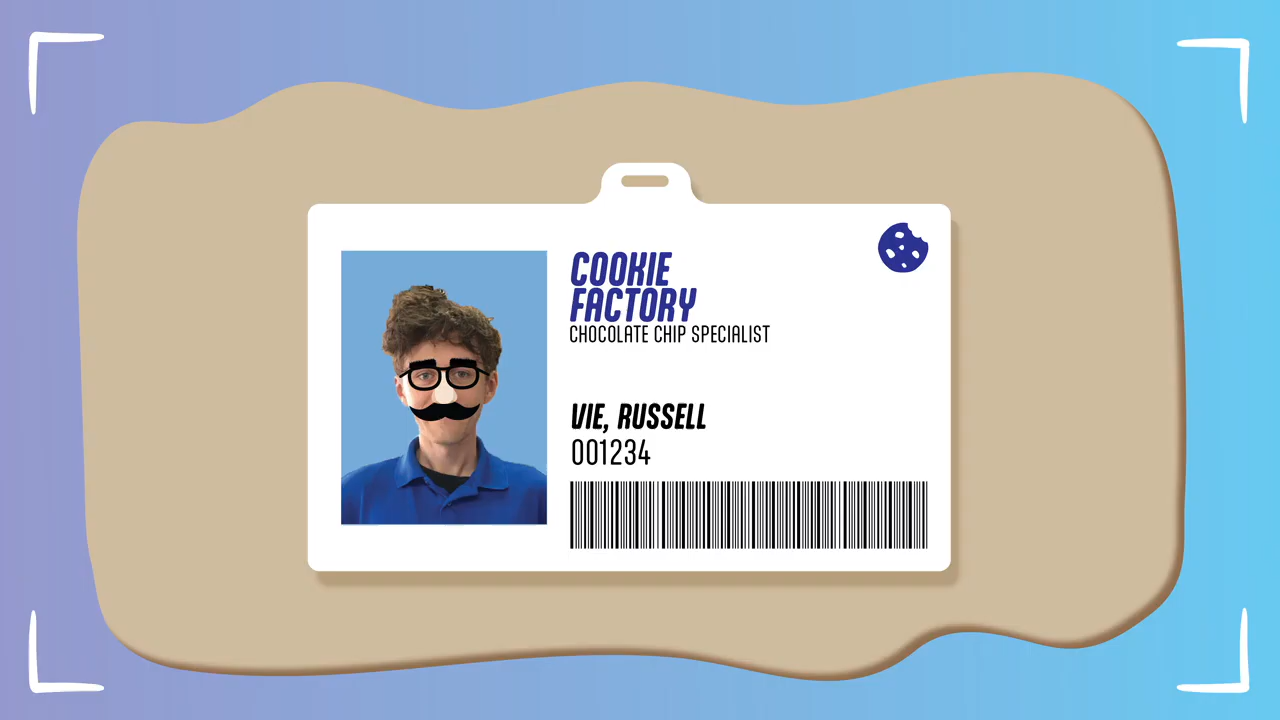 COOKIE
FACTORY
CHOCOLATE CHIP SPECIALIST
VIE, RUSSELL
001234